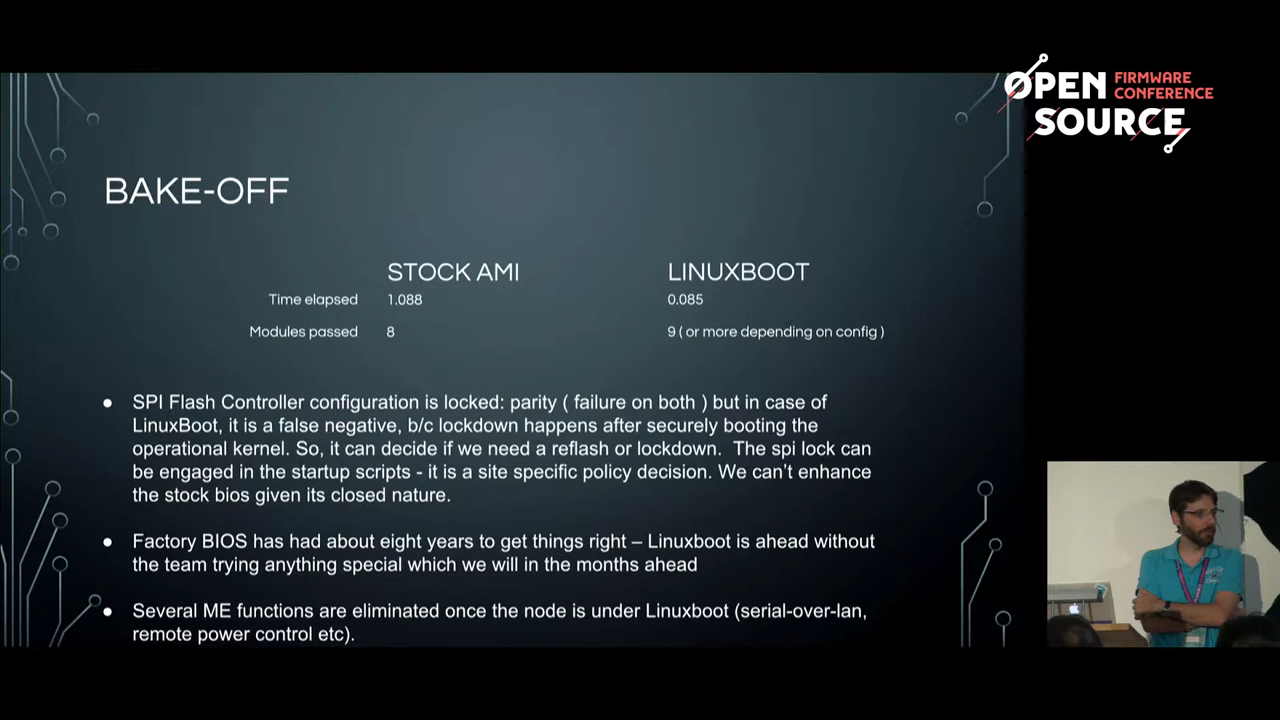 OPEN FIRMWARE
CONFERENCE
SOURCE
BAKE-OFF
STOCK AMI LINUXBOOT
Time elapsed 1.088 0.085
Modules passed 8 9 ( or more depending on config )
● SPI Flash Controller configuration is locked: parity ( failure on both ) but in case of
LinuxBoot, it is a false negative, b/c lockdown happens after securely booting the
operational kernel. So, it can decide if we need a reflash or lockdown. The spi lock can
be engaged in the startup scripts - it is a site specific policy decision. We can't enhance
the stock bios given its closed nature.
● Factory BIOS has had about eight years to get things right – Linuxboot is ahead without
the team trying anything special which we will in the months ahead
● Several ME functions are eliminated once the node is under Linuxboot (serial-over-lan,
remote power control etc).